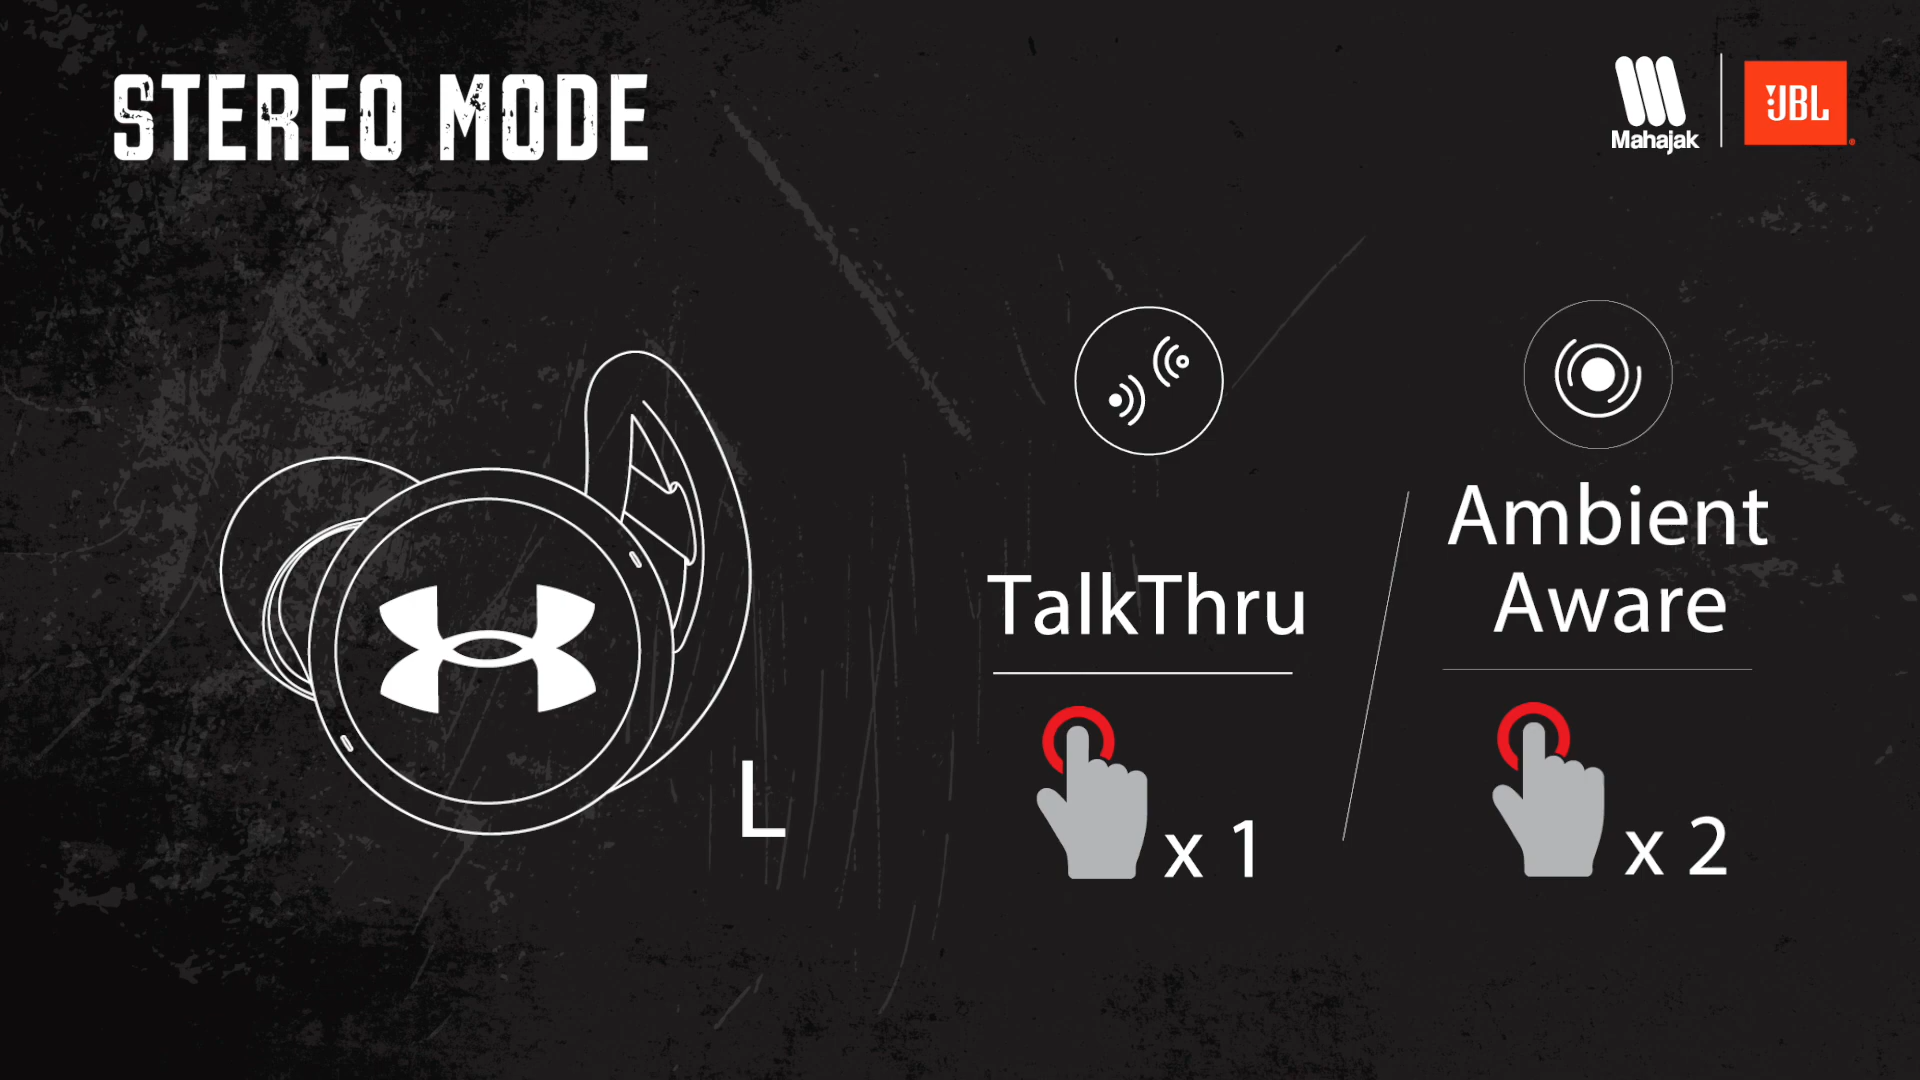 STEREO MODE
Mahajak
JBL
TalkThru
x 1
Ambient
Aware
x 2
L